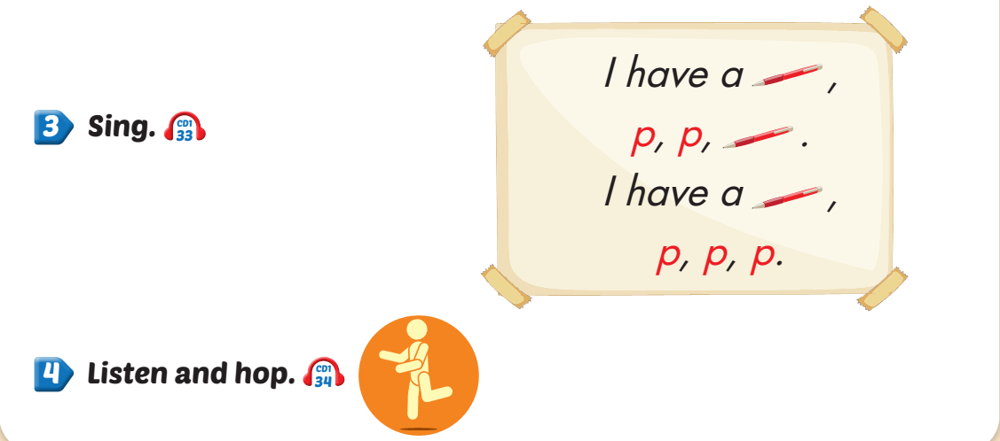 3 Sing. CD1 33
I have a ,
p, p, .
I have a ,
p, p, p.
4 Listen and hop. CD1 34